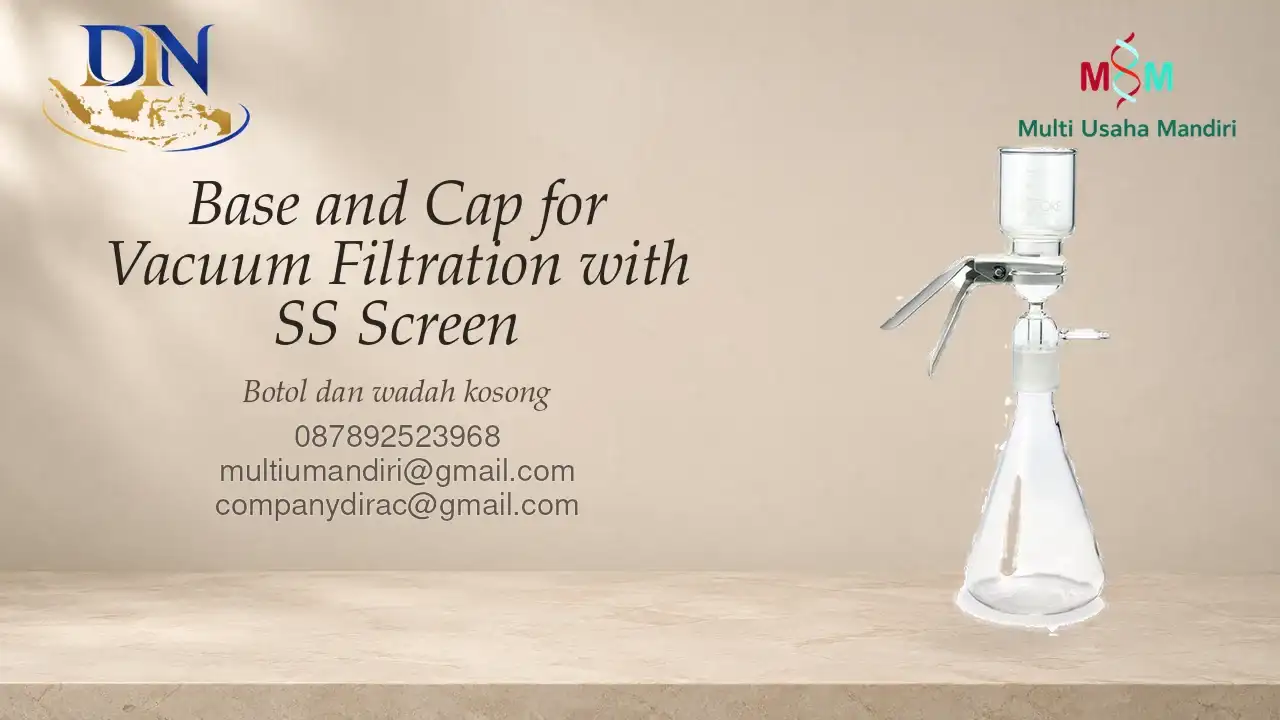 DN
M M
Multi Usaha Mandiri
Base and Cap for
Vacuum Filtration with
SS Screen
Botol dan wadah kosong
087892523968
multiumandiri@gmail.com
companydirac@gmail.com